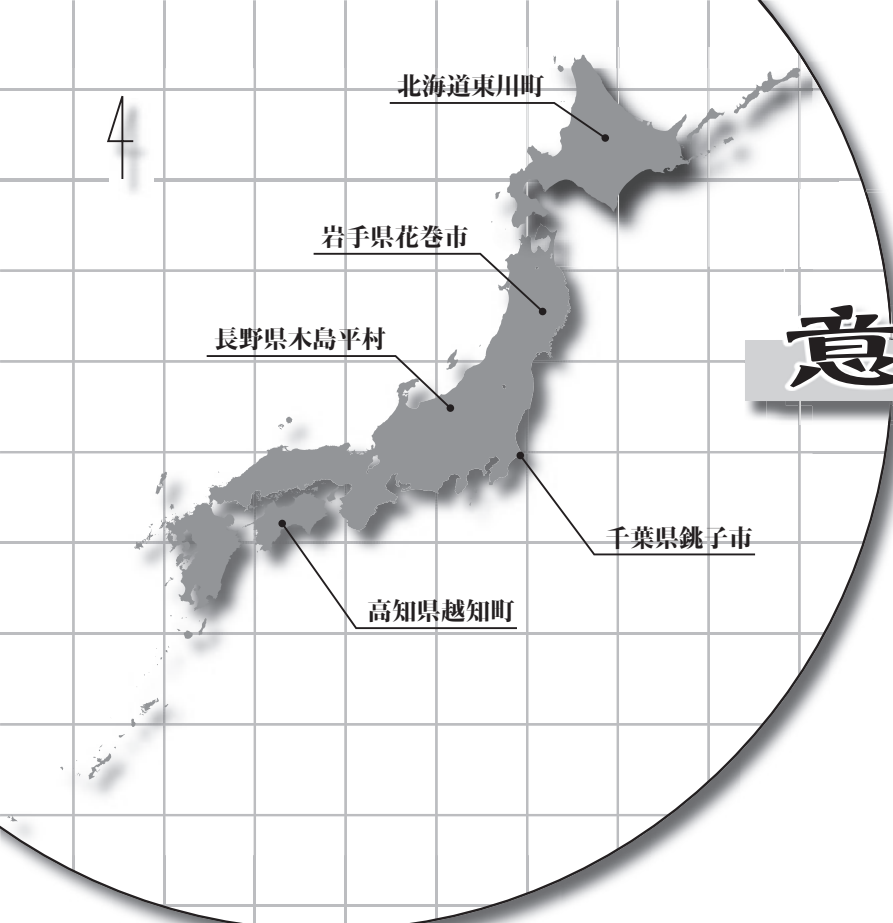 北海道東川町
岩手県花巻市
長野県木島平村
千葉県銚子市
高知県越知町
意